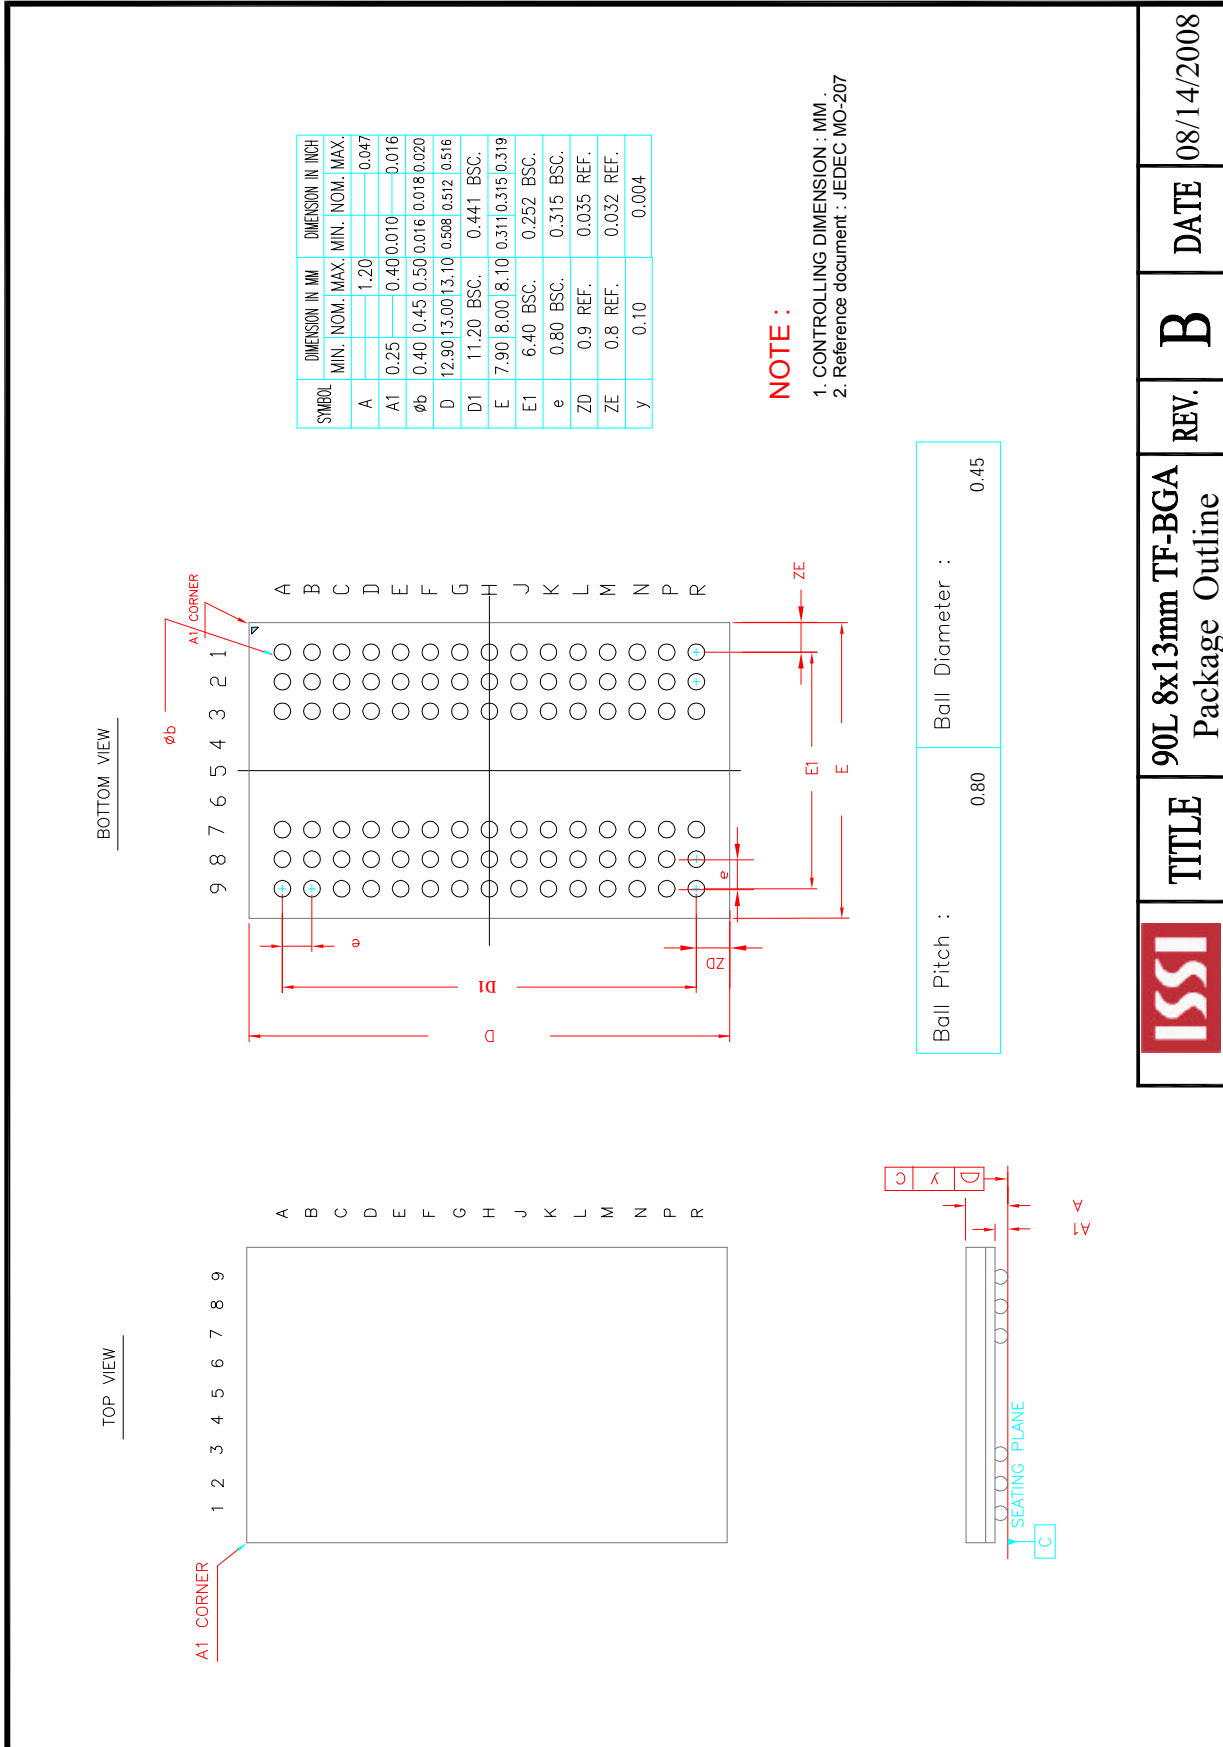 TOP VIEW
A1 CORNER
1 2 3 4 5 6 7 8 9
A
B
C
D
E
F
G
H
J
K
L
M
N
P
R
BOTTOM VIEW
Øb
A1 CORNER
9 8 7 6 5 4 3 2 1
A
B
C
D
E
F
G
H
J
K
L
M
N
P
R
e
D1
D
ZD
e
E1
E
ZE
SYMBOL DIMENSION IN MM DIMENSION IN INCH
MIN. NOM. MAX. MIN. NOM. MAX.
A 1.20 0.047
A1 0.25 0.40 0.010 0.016
Øb 0.40 0.45 0.50 0.016 0.018 0.020
D 12.90 13.00 13.10 0.508 0.512 0.516
D1 11.20 BSC. 0.441 BSC.
E 7.90 8.00 8.10 0.311 0.315 0.319
E1 6.40 BSC. 0.252 BSC.
e 0.80 BSC. 0.315 BSC.
ZD 0.9 REF. 0.035 REF.
ZE 0.8 REF. 0.032 REF.
y 0.10 0.004
NOTE :
1. CONTROLLING DIMENSION : MM .
2. Reference document : JEDEC MO-207
Ball Pitch : 0.80 Ball Diameter : 0.45
D y C
A
A1
SEATING PLANE
C
ISSI
TITLE
90L 8x13mm TF-BGA
Package Outline
REV.
B
DATE
08/14/2008